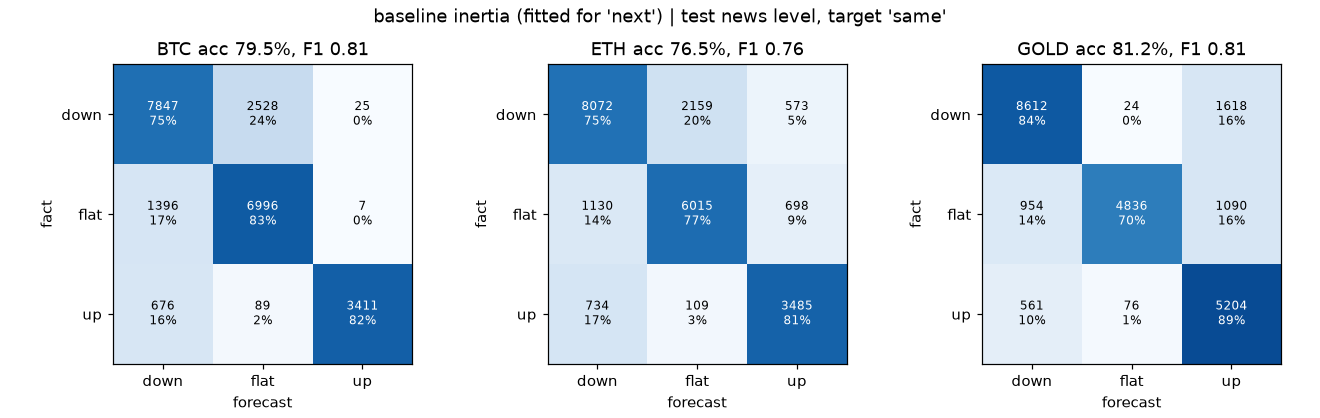 baseline inertia (fitted for 'next') | test news level, target 'same'
BTC acc 79.5%, F1 0.81
fact
down
flat
up
7847
75%
2528
24%
25
0%
1396
17%
6996
83%
7
0%
676
16%
89
2%
3411
82%
down
flat
up
forecast
ETH acc 76.5%, F1 0.76
fact
down
flat
up
8072
75%
2159
20%
573
5%
1130
14%
6015
77%
698
9%
734
17%
109
3%
3485
81%
down
flat
up
forecast
GOLD acc 81.2%, F1 0.81
fact
down
flat
up
8612
84%
24
0%
1618
16%
954
14%
4836
70%
1090
16%
561
10%
76
1%
5204
89%
down
flat
up
forecast